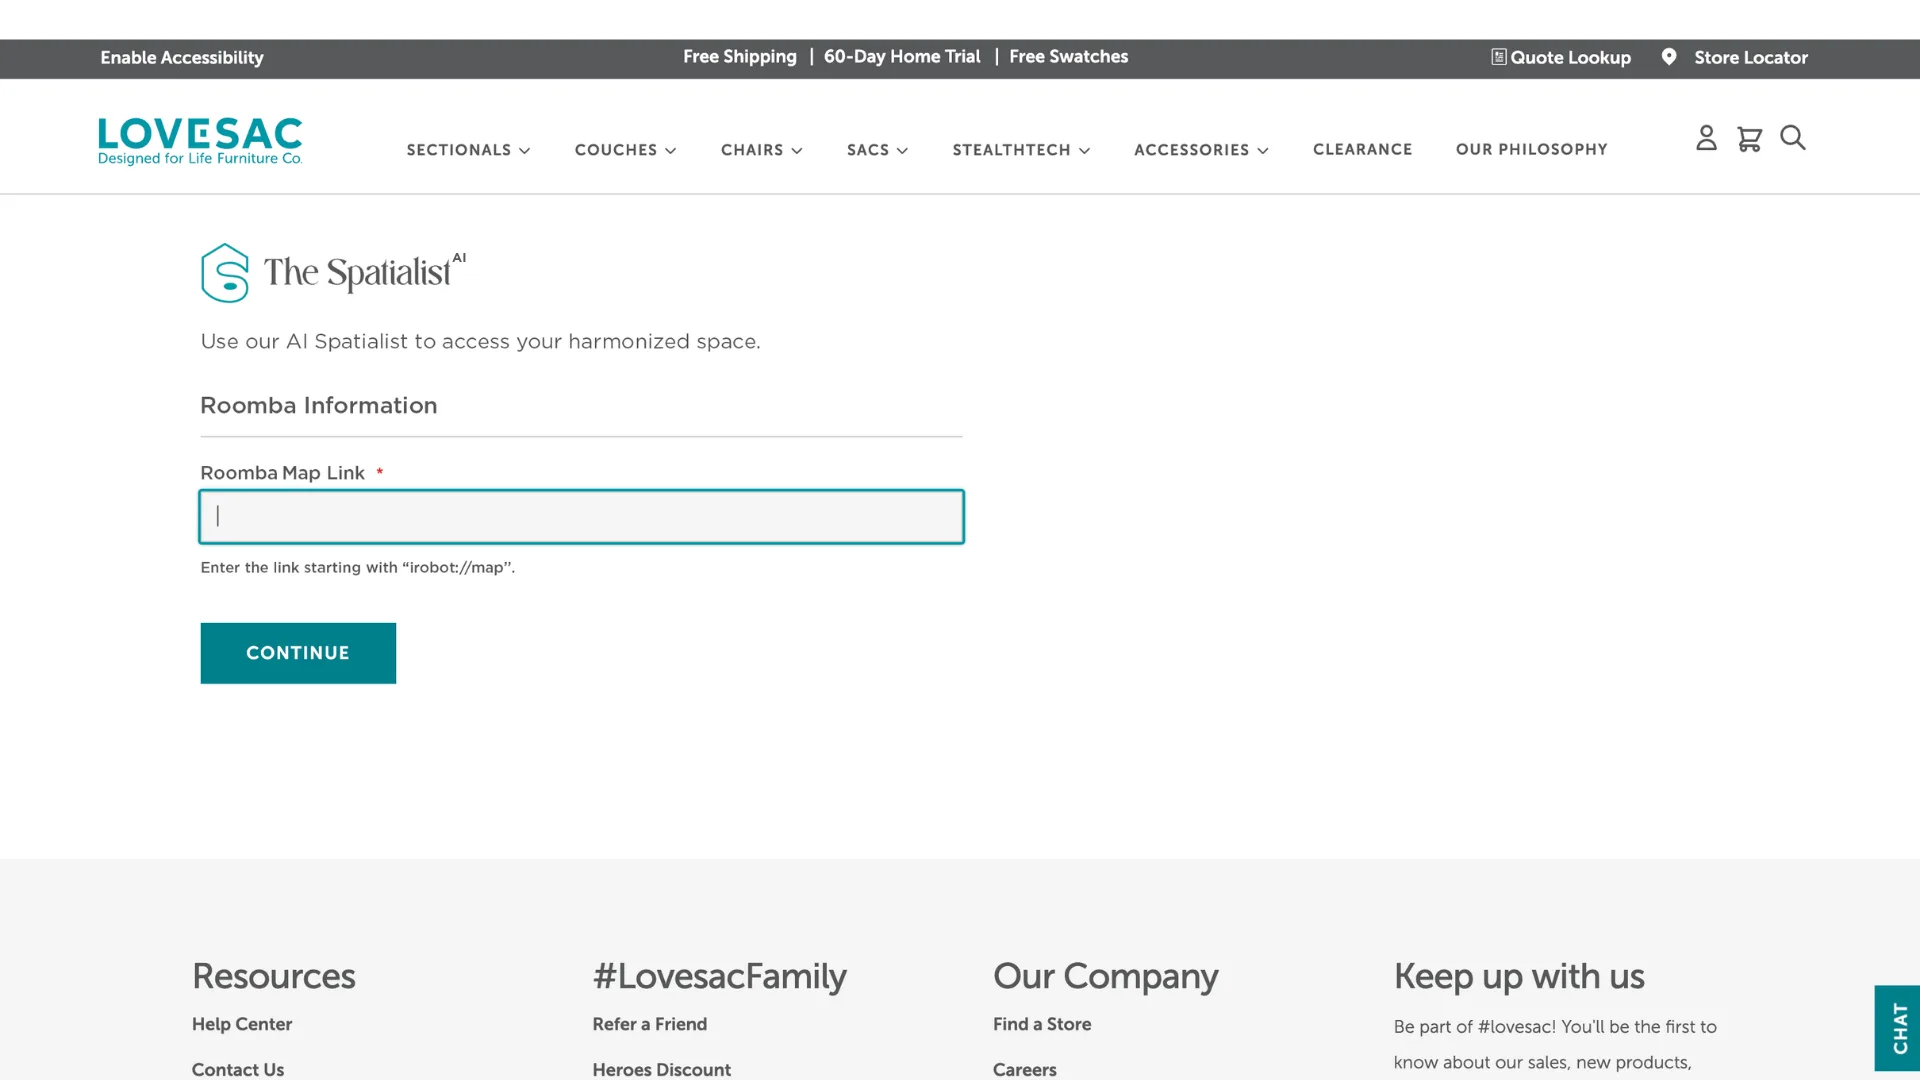 Enable Accessibility
Free Shipping | 60-Day Home Trial | Free Swatches
Quote Lookup
Store Locator
LOVESAC
Designed for Life Furniture Co.
SECTIONALS
COUCHES
CHAIRS
SACS
STEALTHTECH
ACCESSORIES
CLEARANCE
OUR PHILOSOPHY
The Spatialist AI
Use our AI Spatialist to access your harmonized space.
Roomba Information
Roomba Map Link *
Enter the link starting with “irobot://map”.
CONTINUE
Resources
Help Center
Contact Us
#LovesacFamily
Refer a Friend
Heroes Discount
Our Company
Find a Store
Careers
Keep up with us
Be part of #lovesac! You'll be the first to
know about our sales, new products,
CHAT